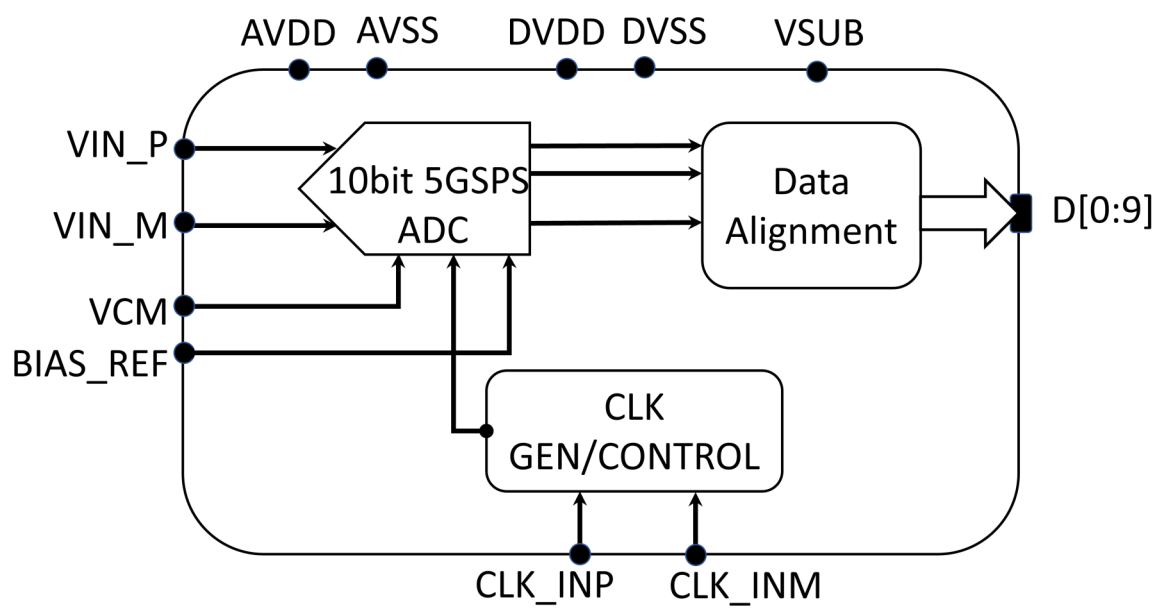 AVDD
AVSS
DVDD
DVSS
VSUB
VIN_P
VIN_M
VCM
BIAS_REF
10bit 5GSPS
ADC
Data
Alignment
D[0:9]
CLK
GEN/CONTROL
CLK_INP
CLK_INM